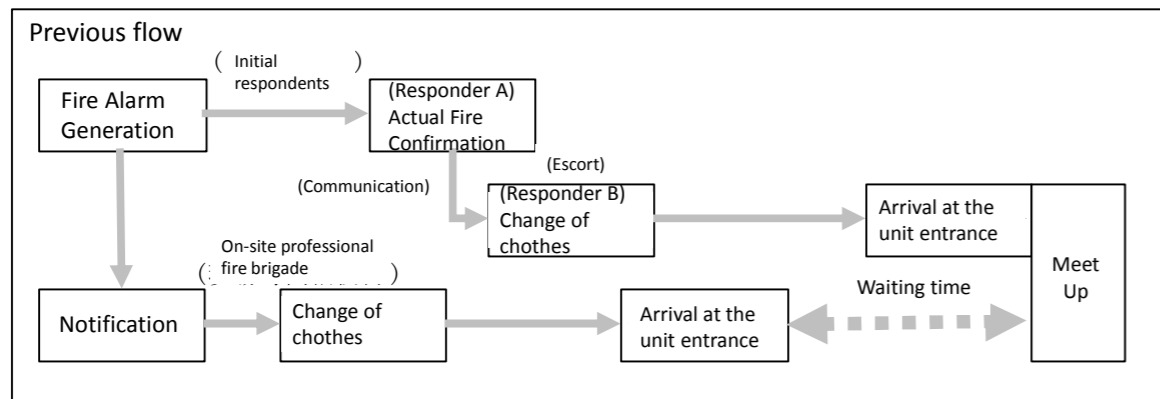 Previous flow
( Initial )
respondents
Fire Alarm
Generation
(Responder A)
Actual Fire
Confirmation
(Communication)
(Escort)
(Responder B)
Change of
chothes
Arrival at the
unit entrance
Meet
Up
On-site professional
( fire brigade
Notification
Change of
chothes
Arrival at the
unit entrance
Waiting time